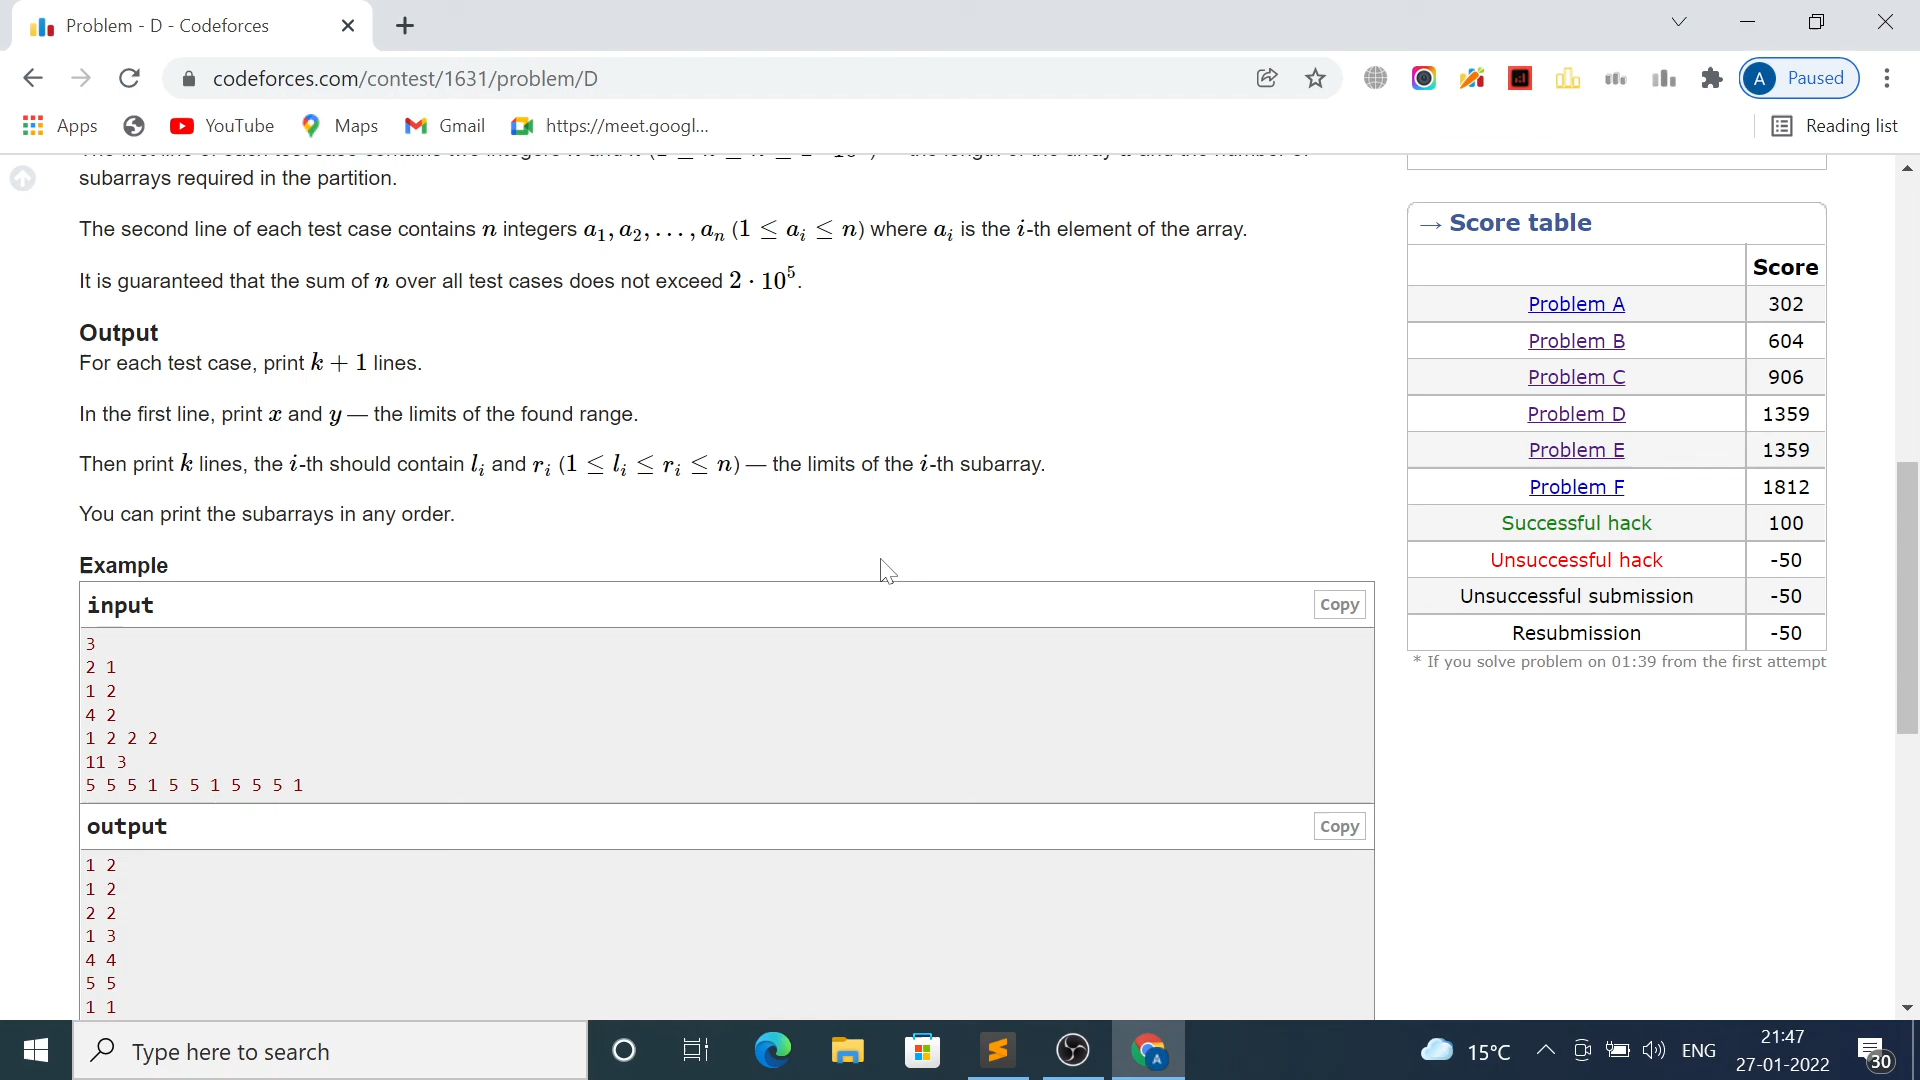 Problem - D - Codeforces
codeforces.com/contest/1631/problem/D
A Paused
Apps
YouTube
Maps
Gmail
https://meet.googl...
Reading list
subarrays required in the partition.
The second line of each test case contains n integers a₁, a₂, . . . , aₙ (1 ≤ aᵢ ≤ n) where aᵢ is the i-th element of the array.
It is guaranteed that the sum of n over all test cases does not exceed 2 · 10⁵.
Output
For each test case, print k + 1 lines.
In the first line, print x and y — the limits of the found range.
Then print k lines, the i-th should contain lᵢ and rᵢ (1 ≤ lᵢ ≤ rᵢ ≤ n) — the limits of the i-th subarray.
You can print the subarrays in any order.
Example
input
Copy
3
2 1
1 2
4 2
1 2 2 2
11 3
5 5 5 1 5 5 1 5 5 5 1
output
Copy
1 2
1 2
2 2
1 3
4 4
5 5
1 1
→ Score table
Score
Problem A 302
Problem B 604
Problem C 906
Problem D 1359
Problem E 1359
Problem F 1812
Successful hack 100
Unsuccessful hack -50
Unsuccessful submission -50
Resubmission -50
* If you solve problem on 01:39 from the first attempt
Type here to search
A
15°C
ENG
21:47
27-01-2022
30